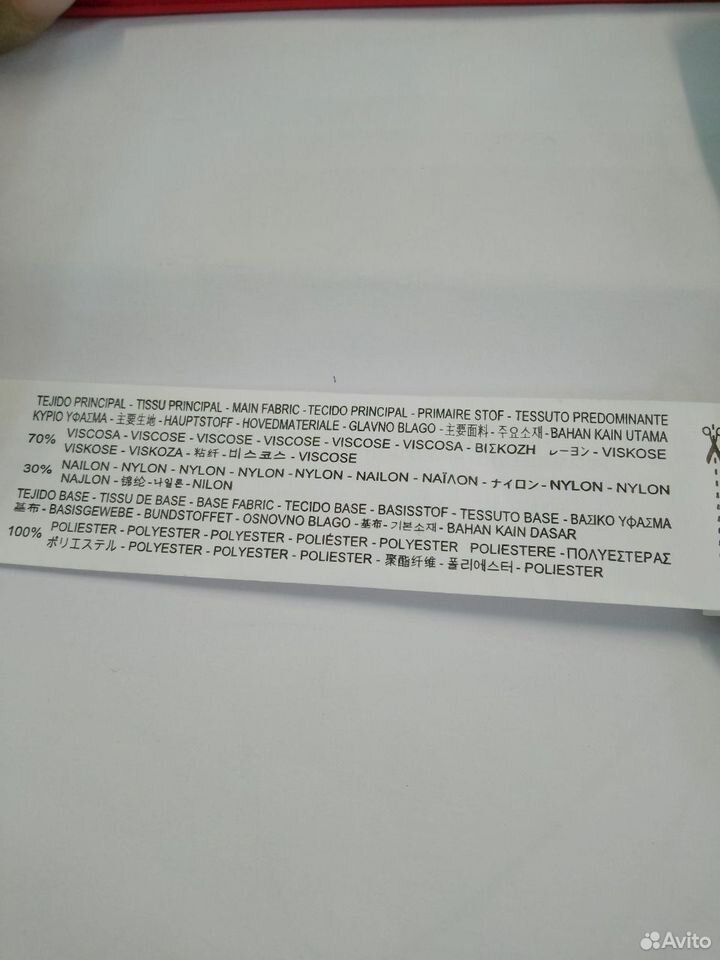 TEJIDO PRINCIPAL - TISSU PRINCIPAL - MAIN FABRIC - TECIDO PRINCIPAL - PRIMAIRE STOF - TESSUTO PREDOMINANTE
ΚΥΡΙΟ ΥΦΑΣΜΑ - 主要生地 - HAUPTSTOFF - HOVEDMATERIALE - GLAVNO BLAGO - 主要面料 - 주요소재 - BAHAN KAIN UTAMA
70% VISCOSA - VISCOSE - VISCOSE - VISCOSE - VISCOSE - VISCOSA - ΒΙΣΚΟΖΗ レーヨン - VISKOSE
VISKOSE - VISKOZA - 粘纤 - 비스코스 - VISCOSE
30% NAILON - NYLON - NYLON - NYLON - NYLON - NAILON - ΝΑΪΛΟΝ - ナイロン - NYLON - NYLON
NAJLON - 锦纶 - 나일론 - NILON
TEJIDO BASE - TISSU DE BASE - BASE FABRIC - TECIDO BASE - BASISSTOF - TESSUTO BASE - ΒΑΣΙΚΟ ΥΦΑΣΜΑ
基布 - BASISGEWEBE - BUNDSTOFFET - OSNOVNO BLAGO - 基布 - 기본소재 - BAHAN KAIN DASAR
100% POLIESTER - POLYESTER - POLYESTER - POLIÉSTER - POLYESTER POLIESTERE - ΠΟΛΥΕΣΤΕΡΑΣ
ポリエステル - POLYESTER - POLYESTER - POLIESTER - 聚酯纤维 - 폴리에스터 - POLIESTER
Avito